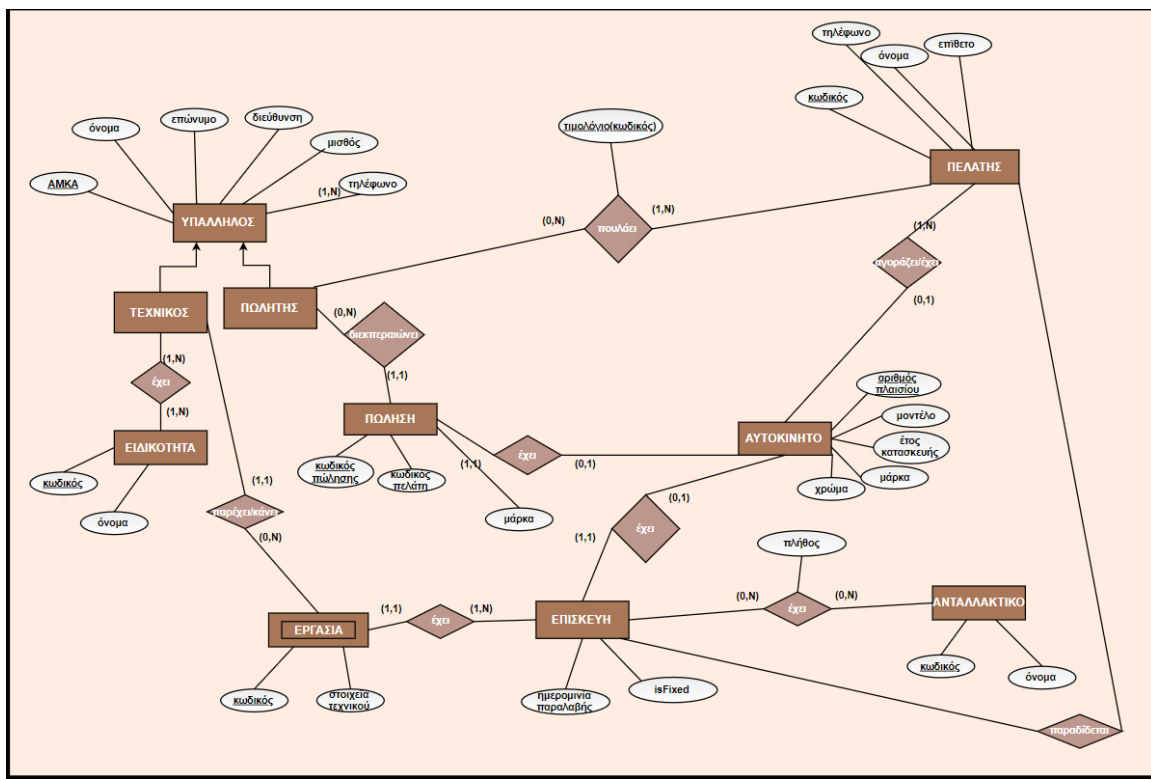 τηλέφωνο
επϊθετο
όνομα
κωδικός
ΠΕΛΑΤΗΣ
επώνυμο
διεύθυνση
όνομα
μισθός
τιμολόγιο(κωδικός)
ΑΜΚΑ
τηλέφωνο
(1,N)
ΥΠΑΛΛΗΛΟΣ
(0,N)
πουλάει
(1,N)
(1,N)
αγοράζει/έχει
(0,1)
ΤΕΧΝΙΚΟΣ
ΠΩΛΗΤΗΣ
(0,N)
διεκπεραιώνει
(1,1)
(1,N)
έχει
(1,N)
ΕΙΔΙΚΟΤΗΤΑ
κωδικός
όνομα
ΠΩΛΗΣΗ
κωδικός
πώλησης
κωδικος
πελάτη
μάρκα
(1,1)
έχει
(0,1)
ΑΥΤΟΚΙΝΗΤΟ
αριθμός
πλαισίου
μοντέλο
έτος
κατασκευής
μάρκα
χρώμα
(1,1)
παρέχει/κάνει
(0,N)
(0,1)
έχει
(1,1)
πλήθος
ΕΡΓΑΣΙΑ
(1,1)
έχει
(1,N)
ΕΠΙΣΚΕΥΗ
(0,N)
έχει
(0,N)
ΑΝΤΑΛΛΑΚΤΙΚΟ
κωδικός
στοιχεία
τεχνικού
ημερομινία
παραλαβής
isFixed
κωδικός
όνομα
παραδίδεται